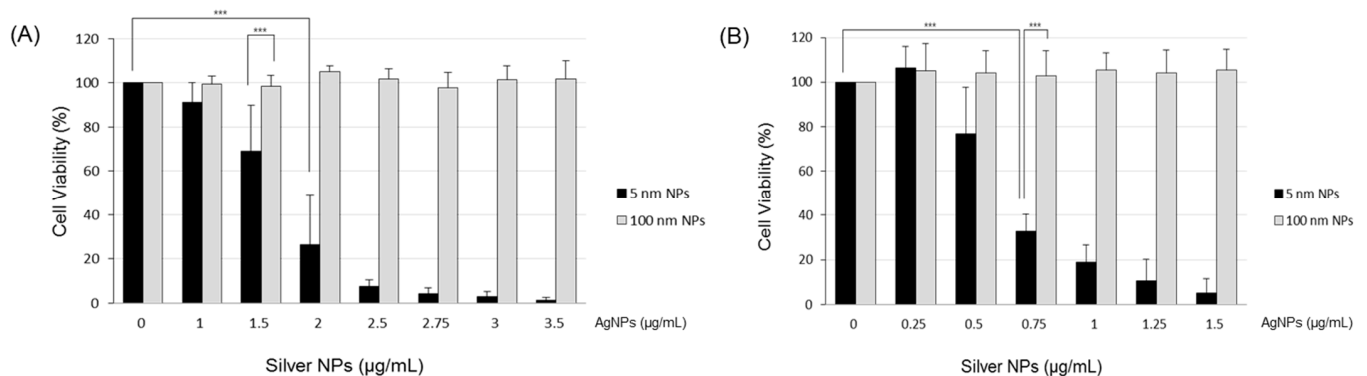 (A)
*** 
***
120
100
80
60
40
20
0
Cell Viability (%)
0 1 1.5 2 2.5 2.75 3 3.5 AgNPs (µg/mL)
Silver NPs (µg/mL)
5 nm NPs
100 nm NPs
(B)
***
***
120
100
80
60
40
20
0
Cell Viability (%)
0 0.25 0.5 0.75 1 1.25 1.5 AgNPs (µg/mL)
Silver NPs (µg/mL)
5 nm NPs
100 nm NPs